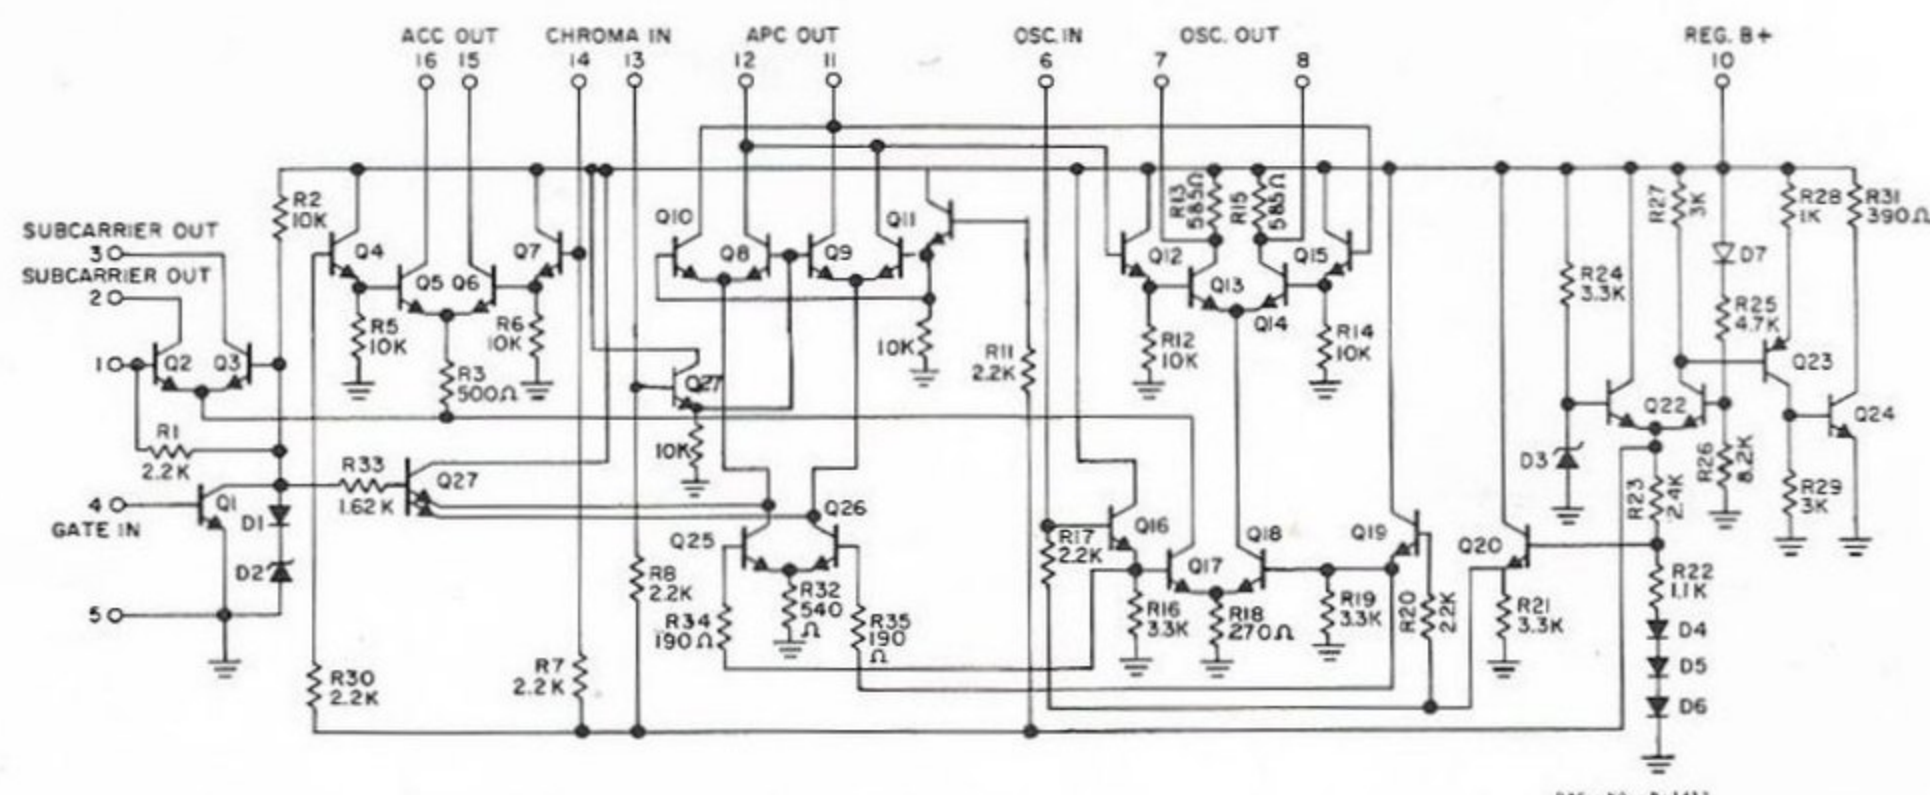 ACC OUT
CHROMA IN
APC OUT
OSC. IN
OSC. OUT
REG. B+
16 15
14 13
12 11
6
7
8
10
R2
10K
R13
585Ω
R15
585Ω
R27
3K
R28
1K
R31
390Ω
Q10
Q11
SUBCARRIER OUT
3
Q4
Q7
Q8
Q9
Q12
Q15
D7
SUBCARRIER OUT
2
Q5 Q6
Q13
R24
3.3K
R25
4.7K
R5
10K
R6
10K
Q14
R12
10K
R14
10K
10K
R11
2.2K
1
Q2 Q3
R3
500Ω
Q27
Q23
Q22
Q24
R1
2.2K
10K
D3
R26
8.2K
R33
1.62K
Q27
R23
2.4K
R29
3K
4
GATE IN
Q1
D1
Q26
Q25
Q16
Q19
Q18
Q20
R17
2.2K
Q17
D2
R8
2.2K
R32
540
Ω
R22
1.1K
5
R34
190Ω
R35
190
Ω
R16
3.3K
R18
270Ω
R19
3.3K
R20
2.2K
R21
3.3K
D4
D5
D6
R30
2.2K
R7
2.2K